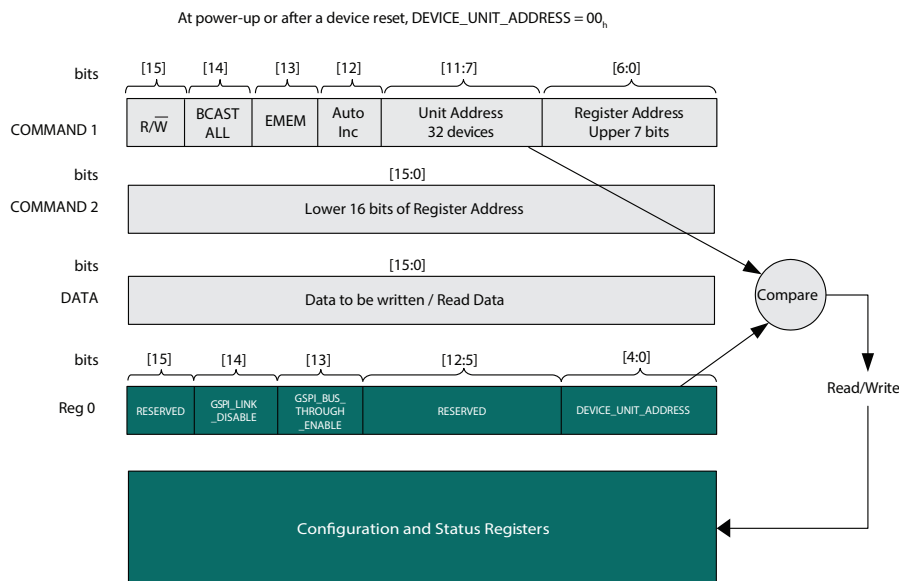 At power-up or after a device reset, DEVICE_UNIT_ADDRESS = 00h
bits [15] [14] [13] [12] [11:7] [6:0]
COMMAND 1
R/W̅
BCAST
ALL
EMEM
Auto
Inc
Unit Address
32 devices
Register Address
Upper 7 bits
bits [15:0]
COMMAND 2
Lower 16 bits of Register Address
bits [15:0]
DATA
Data to be written / Read Data
Compare
bits [15] [14] [13] [12:5] [4:0]
Reg 0
RESERVED
GSPI_LINK
_DISABLE
GSPI_BUS_
THROUGH
_ENABLE
RESERVED
DEVICE_UNIT_ADDRESS
Read/Write
Configuration and Status Registers